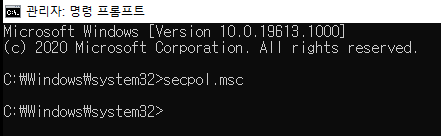 관리자: 명령 프롬프트
Microsoft Windows [Version 10.0.19613.1000]
(c) 2020 Microsoft Corporation. All rights reserved.
C:₩Windows₩system32>secpol.msc
C:₩Windows₩system32>